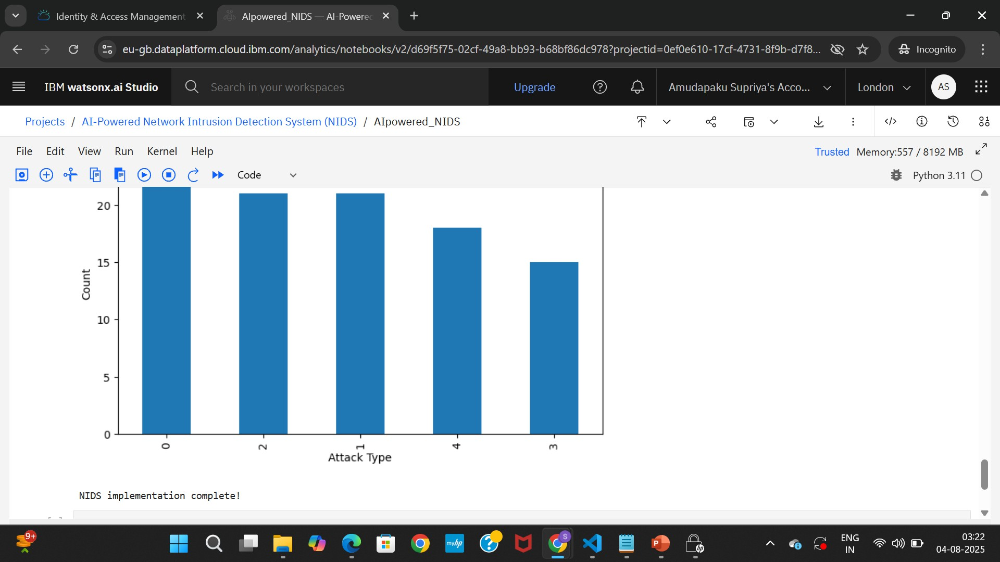 Identity & Access Management
AIpowered_NIDS — AI-Powered
eu-gb.dataplatform.cloud.ibm.com/analytics/notebooks/v2/d69f5f75-02cf-49a8-bb93-b68bf86dc978?projectid=0ef0e610-17cf-4731-8f9b-d7f8...
Incognito
IBM watsonx.ai Studio
Search in your workspaces
Upgrade
Amudapaku Supriya's Acco...
London
AS
Projects / AI-Powered Network Intrusion Detection System (NIDS) / AIpowered_NIDS
File Edit View Run Kernel Help
Trusted Memory:557 / 8192 MB
Code
Python 3.11
20
15
10
5
0
Count
0 2 1 4 3
Attack Type
NIDS implementation complete!
9+
myhp
S
P
hp
ENG
IN
03:22
04-08-2025